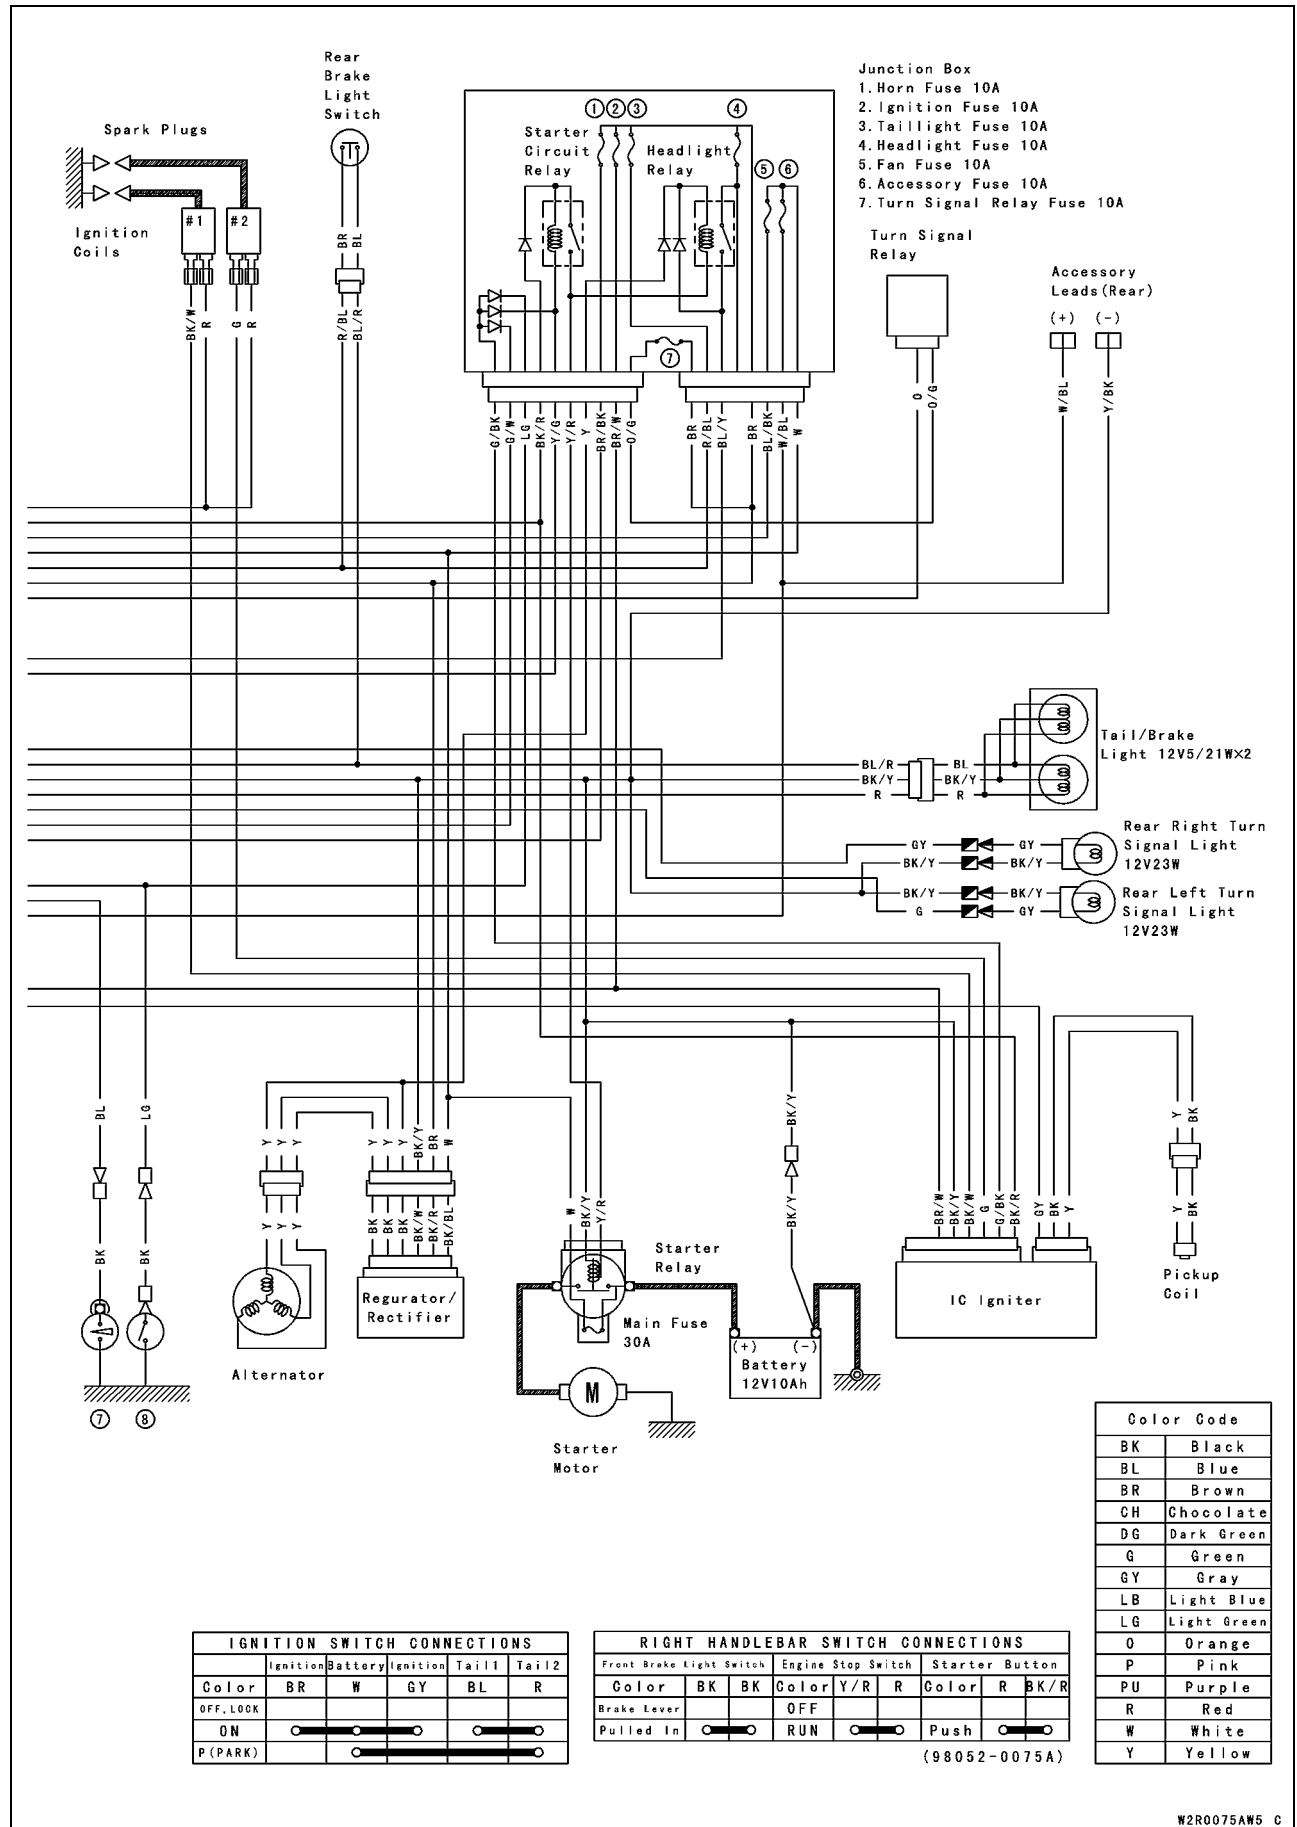 Rear
Brake
Light
Switch
Spark Plugs
#1 #2
Ignition
Coils
BR BL
BK/W R G R
R/BL BL/R
1 2 3 4
Starter
Circuit
Relay
Headlight
Relay
5 6
7
Junction Box
1.Horn Fuse 10A
2.Ignition Fuse 10A
3.Taillight Fuse 10A
4.Headlight Fuse 10A
5.Fan Fuse 10A
6.Accessory Fuse 10A
7.Turn Signal Relay Fuse 10A
Turn Signal
Relay
Accessory
Leads(Rear)
(+) (-)
O O/G
W/BL Y/BK
G/BK G/W LG BK/R Y/G Y/R Y BR/BK BR/W O/G
BR R/BL BL/Y BR BL/BK W/BL W
Tail/Brake
Light 12V5/21W×2
BL/R BL
BK/Y BK/Y
R R
Rear Right Turn
Signal Light
12V23W
GY GY
BK/Y BK/Y
Rear Left Turn
Signal Light
12V23W
BK/Y BK/Y
G GY
BL LG
BK BK
7 8
Y Y Y
Y Y Y
Alternator
Y Y Y BK/Y BR W
BK BK BK BK/W BK/R BK/BL
Regurator/
Rectifier
W BK/Y Y/R
Starter
Relay
Main Fuse
30A
M
Starter
Motor
BK/Y
BK/Y
(+) (-)
Battery
12V10Ah
BR/W BK/Y BK/W G G/BK BK/R
GY BK Y
IC Igniter
Y BK
Y BK
Pickup
Coil
Color Code
BK Black
BL Blue
BR Brown
CH Chocolate
DG Dark Green
G Green
GY Gray
LB Light Blue
LG Light Green
O Orange
P Pink
PU Purple
R Red
W White
Y Yellow
IGNITION SWITCH CONNECTIONS
Ignition Battery Ignition Tail1 Tail2
Color BR W GY BL R
OFF,LOCK
ON
P(PARK)
RIGHT HANDLEBAR SWITCH CONNECTIONS
Front Brake Light Switch Engine Stop Switch Starter Button
Color BK BK Color Y/R R Color R BK/R
Brake Lever OFF
Pulled In RUN Push
(98052-0075A)
W2R0075AW5 C